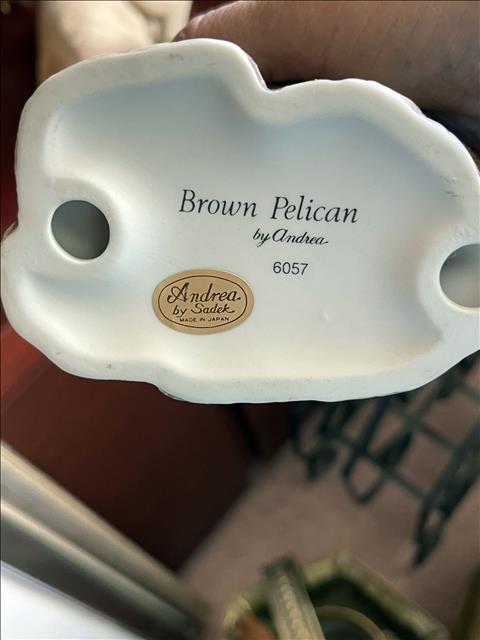 Brown Pelican
by Andrea
6057
Andrea
by Sadek
MADE IN JAPAN